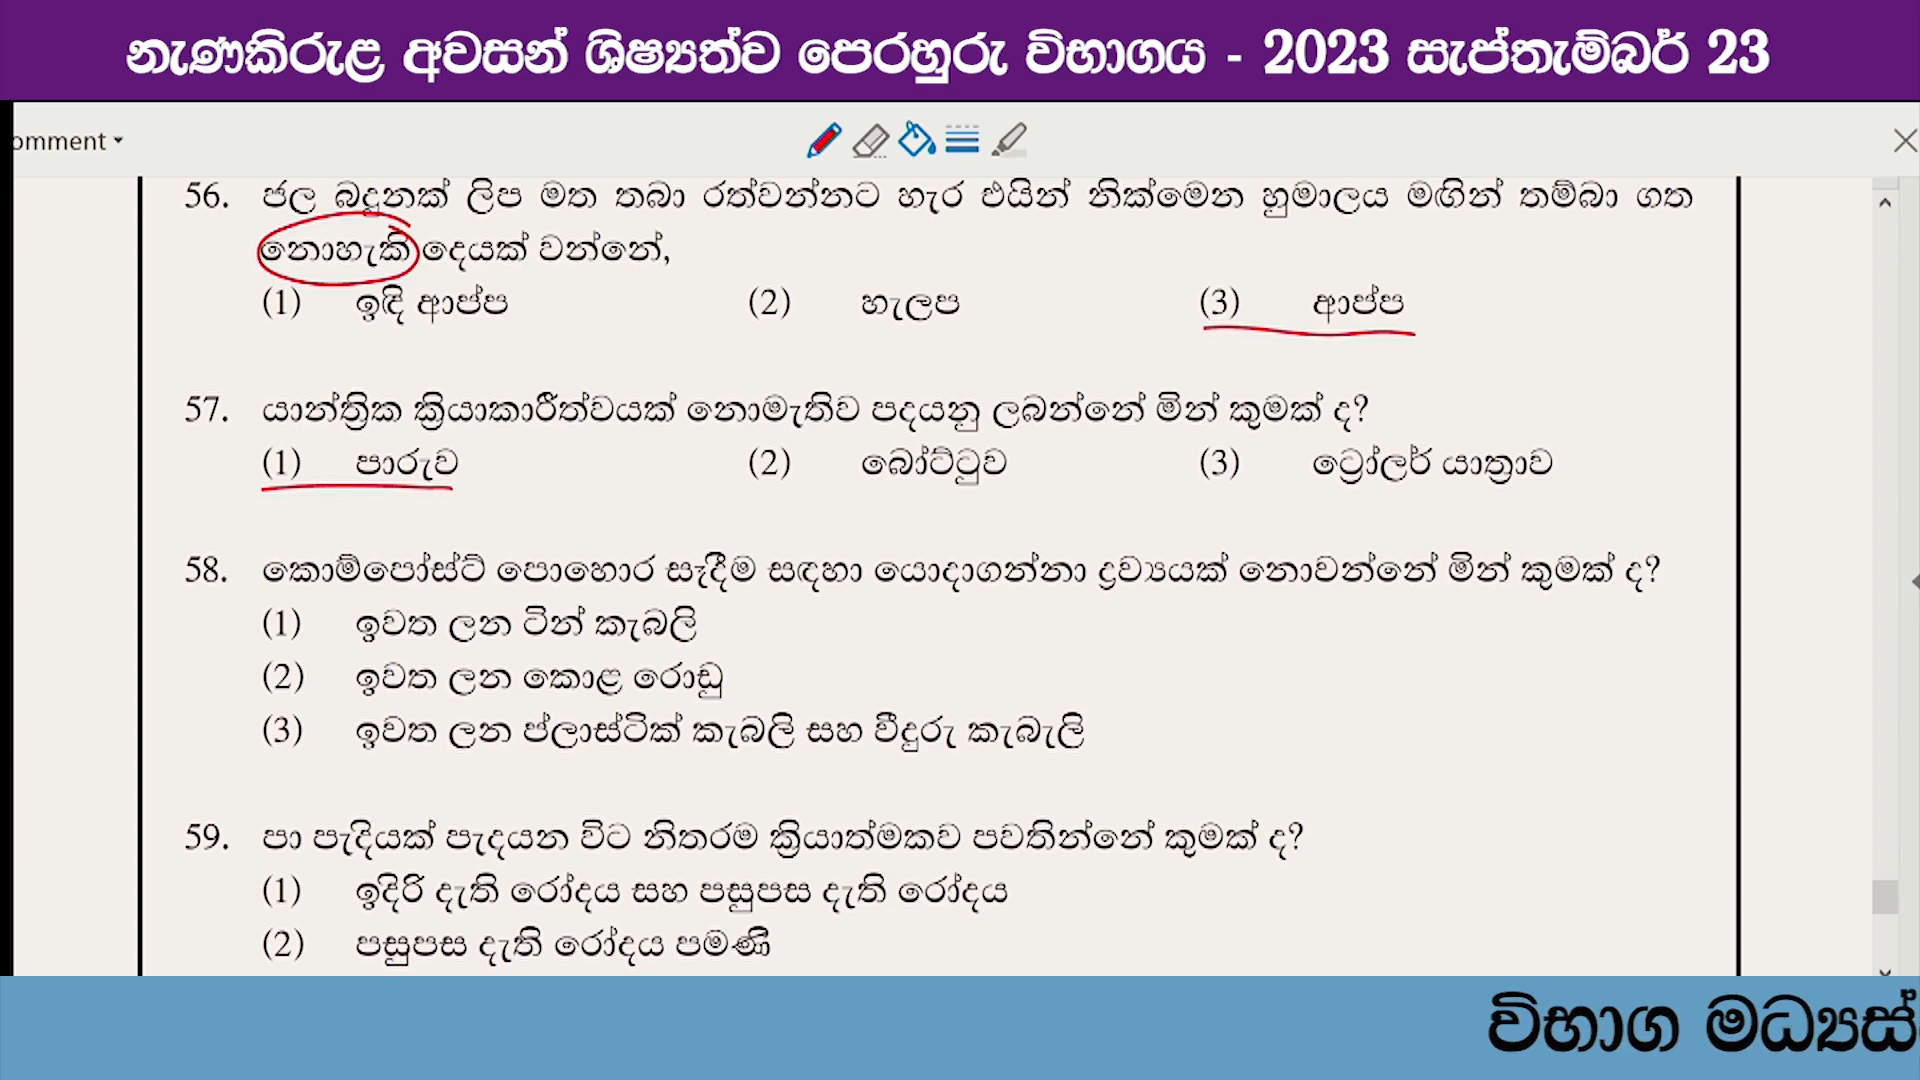 නැණකිරුළ අවසන් ශිෂ්‍යත්ව පෙරහුරු විභාගය - 2023 සැප්තැම්බර් 23
omment
56. ජල බඳුනක් ලිප මත තබා රත්වන්නට හැර එයින් නික්මෙන හුමාලය මඟින් තම්බා ගත
නොහැකි දෙයක් වන්නේ,
(1) ඉඳි ආප්ප (2) හැලප (3) ආප්ප
57. යාන්ත්‍රික ක්‍රියාකාරීත්වයක් නොමැතිව පදයනු ලබන්නේ මින් කුමක් ද?
(1) පාරුව (2) බෝට්ටුව (3) ට්‍රෝලර් යාත්‍රාව
58. කොම්පෝස්ට් පොහොර සෑදීම සඳහා යොදාගන්නා ද්‍රව්‍යයක් නොවන්නේ මින් කුමක් ද?
(1) ඉවත ලන ටින් කැබලි
(2) ඉවත ලන කොළ රොඩු
(3) ඉවත ලන ප්ලාස්ටික් කැබලි සහ වීදුරු කැබැලි
59. පා පැදියක් පැදයන විට නිතරම ක්‍රියාත්මකව පවතින්නේ කුමක් ද?
(1) ඉදිරි දැති රෝදය සහ පසුපස දැති රෝදය
(2) පසුපස දැති රෝදය පමණි
විභාග මධ්‍යස්